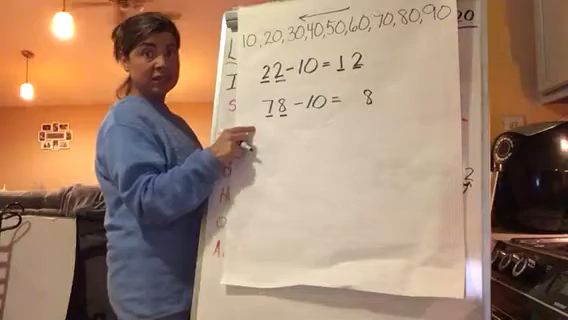 10, 20, 30, 40, 50, 60, 70, 80, 90
22-10=12
78-10= 8